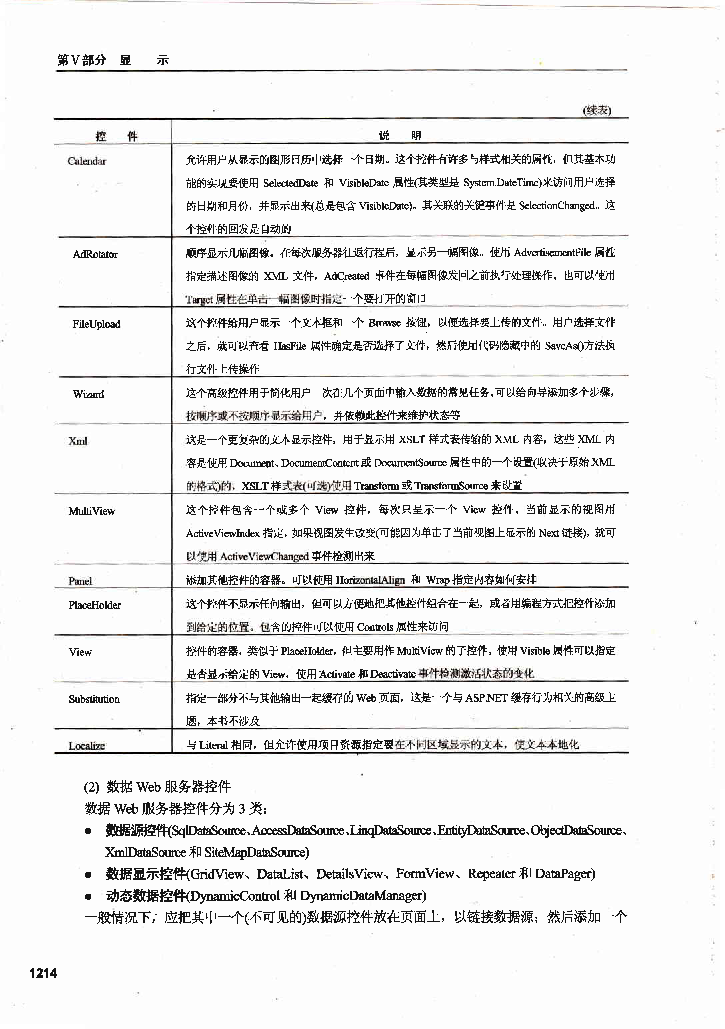 第V部分 显 示
(续表)
控 件 说 明
Calendar 允许用户从显示的图形日历中选择一个日期。这个控件有许多与样式相关的属性，但其基本功
能的实现要使用 SelectedDate 和 VisibleDate 属性(其类型是 System.DateTime)来访问用户选择
的日期和月份，并显示出来(总是包含 VisibleDate)。其关联的关键事件是 SelectionChanged。这
个控件的回发是自动的
AdRotator 顺序显示几幅图像。在每次服务器往返行程后，显示另一幅图像。使用 AdvertisementFile 属性
指定描述图像的 XML 文件，AdCreated 事件在每幅图像发回之前执行处理操作。也可以使用
Target 属性在单击一幅图像时指定一个要打开的窗口
FileUpload 这个控件给用户显示一个文本框和一个 Browse 按钮，以便选择要上传的文件。用户选择文件
之后，就可以查看 HasFile 属性确定是否选择了文件，然后使用代码隐藏中的 SaveAs()方法执
行文件上传操作
Wizard 这个高级控件用于简化用户一次在几个页面中输入数据的常见任务。可以给向导添加多个步骤，
按顺序或不按顺序显示给用户，并依赖此控件来维护状态等
Xml 这是一个更复杂的文本显示控件，用于显示用 XSLT 样式表传输的 XML 内容，这些 XML 内
容是使用 Document、DocumentContent 或 DocumentSource 属性中的一个设置(取决于原始 XML
的格式)的，XSLT 样式表(可选)使用 Transform 或 TransformSource 来设置
MultiView 这个控件包含一个或多个 View 控件，每次只显示一个 View 控件。当前显示的视图用
ActiveViewIndex 指定，如果视图发生改变(可能因为单击了当前视图上显示的 Next 链接)，就可
以使用 ActiveViewChanged 事件检测出来
Panel 添加其他控件的容器。可以使用 HorizontalAlign 和 Wrap 指定内容如何安排
PlaceHolder 这个控件不显示任何输出，但可以方便地把其他控件组合在一起，或者用编程方式把控件添加
到给定的位置。包含的控件可以使用 Controls 属性来访问
View 控件的容器，类似于 PlaceHolder，但主要用作 MultiView 的子控件。使用 Visible 属性可以指定
是否显示给定的 View，使用 Activate 和 Deactivate 事件检测激活状态的变化
Substitution 指定一部分不与其他输出一起缓存的 Web 页面，这是一个与 ASP.NET 缓存行为相关的高级主
题，本书不涉及
Localize 与 Literal 相同，但允许使用项目资源指定要在不同区域显示的文本，使文本本地化
(2) 数据 Web 服务器控件
数据 Web 服务器控件分为 3 类：
● 数据源控件(SqlDataSource、AccessDataSource、LinqDataSource、EntityDataSource、ObjectDataSource、
XmlDataSource 和 SiteMapDataSource)
● 数据显示控件(GridView、DataList、DetailsView、FormView、Repeater 和 DataPager)
● 动态数据控件(DynamicControl 和 DynamicDataManager)
一般情况下，应把其中一个(不可见的)数据源控件放在页面上，以链接数据源；然后添加一个
1214